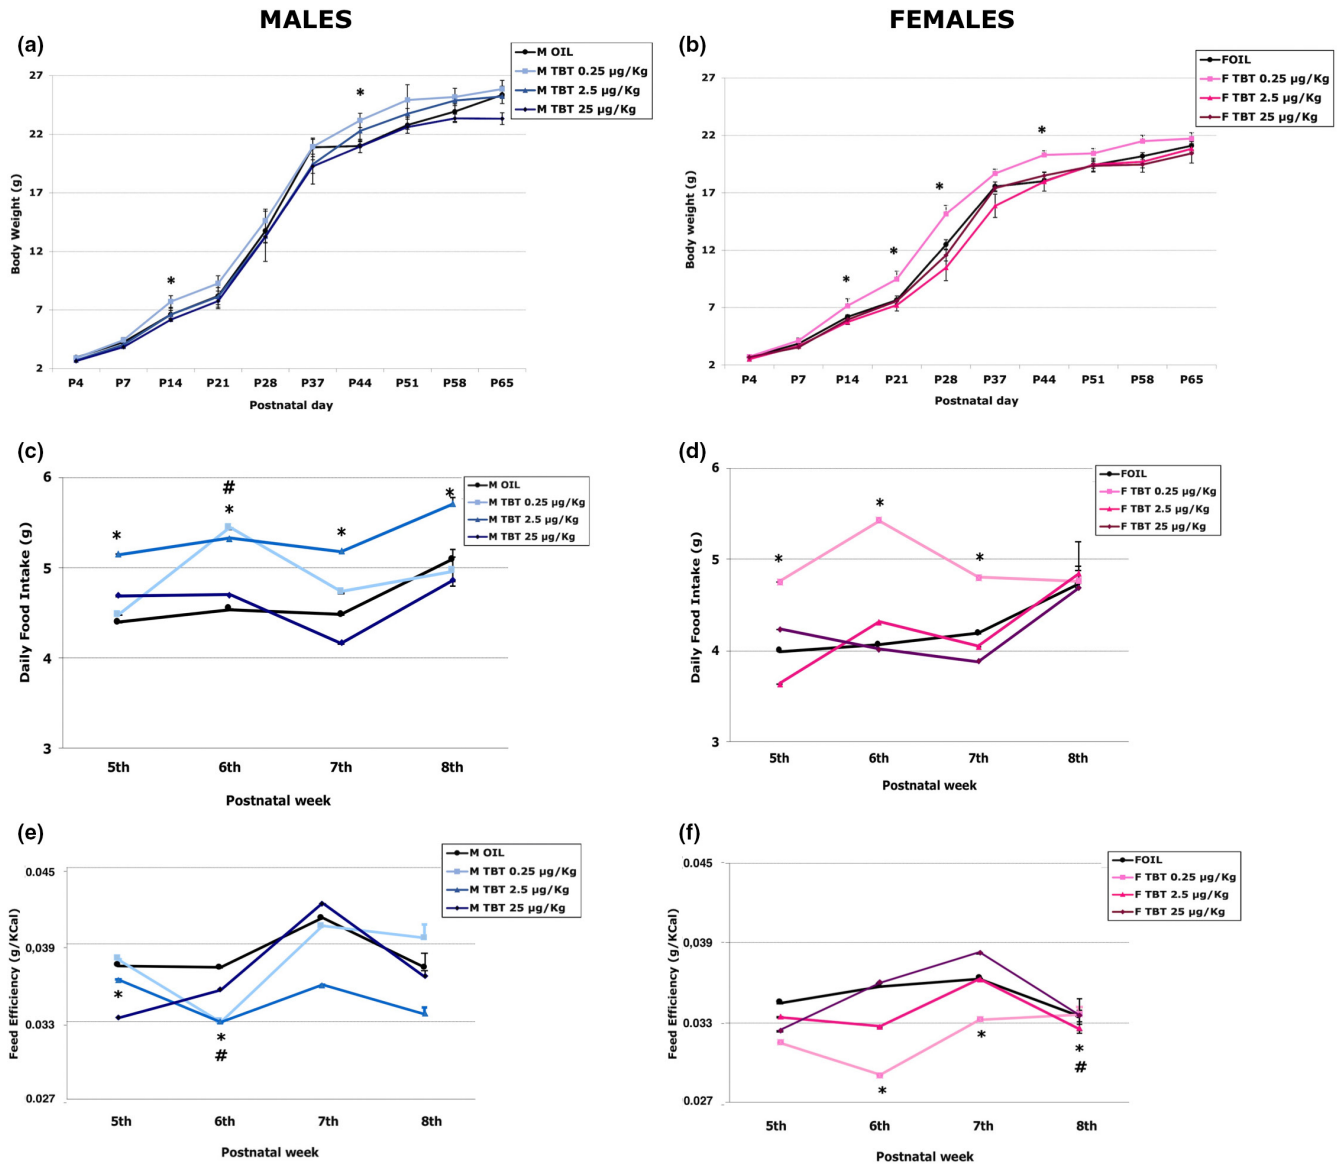 MALES
FEMALES
(a)
M OIL
M TBT 0.25 µg/Kg
M TBT 2.5 µg/Kg
M TBT 25 µg/Kg
Body Weight (g)
27
22
17
12
7
2
*
*
P4 P7 P14 P21 P28 P37 P44 P51 P58 P65
Postnatal day
(b)
FOIL
F TBT 0.25 µg/Kg
F TBT 2.5 µg/Kg
F TBT 25 µg/Kg
Body weight (g)
27
22
17
12
7
2
*
*
*
*
P4 P7 P14 P21 P28 P37 P44 P51 P58 P65
Postnatal day
(c)
M OIL
M TBT 0.25 µg/Kg
M TBT 2.5 µg/Kg
M TBT 25 µg/Kg
Daily Food Intake (g)
6
5
4
3
*
#
*
*
*
5th 6th 7th 8th
Postnatal week
(d)
FOIL
F TBT 0.25 µg/Kg
F TBT 2.5 µg/Kg
F TBT 25 µg/Kg
Daily Food Intake (g)
6
5
4
3
*
*
*
5th 6th 7th 8th
Postnatal week
(e)
M OIL
M TBT 0.25 µg/Kg
M TBT 2.5 µg/Kg
M TBT 25 µg/Kg
Feed Efficiency (g/KCal)
0.045
0,039
0.033
0.027
*
*
#
5th 6th 7th 8th
Postnatal week
(f)
FOIL
F TBT 0.25 µg/Kg
F TBT 2.5 µg/Kg
F TBT 25 µg/Kg
Feed Efficiency (g/KCal)
0.045
0,039
0.033
0.027
*
*
*
#
5th 6th 7th 8th
Postnatal week